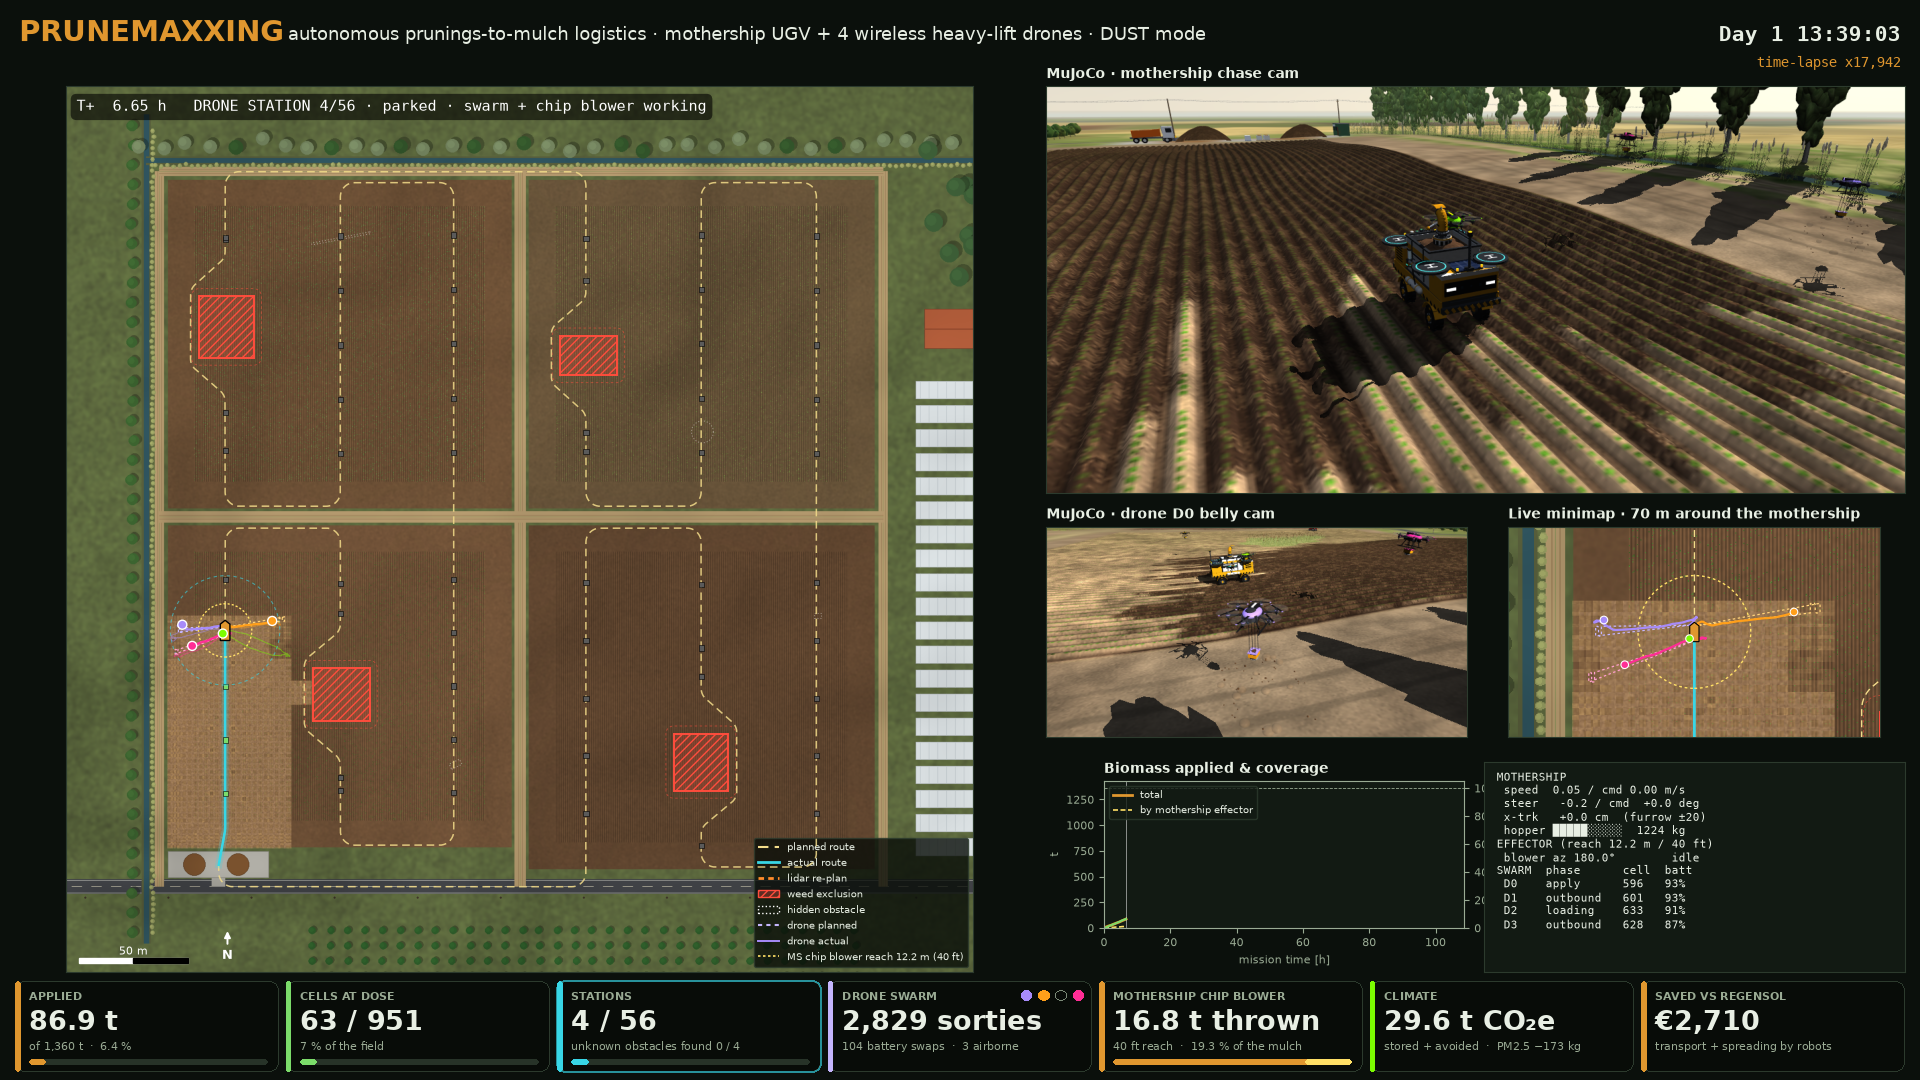 PRUNEMAXXING autonomous prunings-to-mulch logistics · mothership UGV + 4 wireless heavy-lift drones · DUST mode
Day 1 13:39:03
time-lapse x17,942
T+ 6.65 h DRONE STATION 4/56 · parked · swarm + chip blower working
planned route
actual route
lidar re-plan
weed exclusion
hidden obstacle
drone planned
drone actual
MS chip blower reach 12.2 m (40 ft)
50 m
N
MuJoCo · mothership chase cam
H
H
H
MuJoCo · drone D0 belly cam
Live minimap · 70 m around the mothership
Biomass applied & coverage
total
by mothership effector
1250
1000
750
500
250
0
t
0 20 40 60 80 100
mission time [h]
MOTHERSHIP
speed 0.05 / cmd 0.00 m/s
steer -0.2 / cmd +0.0 deg
x-trk +0.0 cm (furrow ±20)
hopper 1224 kg
EFFECTOR (reach 12.2 m / 40 ft)
blower az 180.0° idle
SWARM phase cell batt
D0 apply 596 93%
D1 outbound 601 93%
D2 loading 633 91%
D3 outbound 628 87%
APPLIED
86.9 t
of 1,360 t · 6.4 %
CELLS AT DOSE
63 / 951
7 % of the field
STATIONS
4 / 56
unknown obstacles found 0 / 4
DRONE SWARM
2,829 sorties
104 battery swaps · 3 airborne
MOTHERSHIP CHIP BLOWER
16.8 t thrown
40 ft reach · 19.3 % of the mulch
CLIMATE
29.6 t CO₂e
stored + avoided · PM2.5 −173 kg
SAVED VS REGENSOL
€2,710
transport + spreading by robots